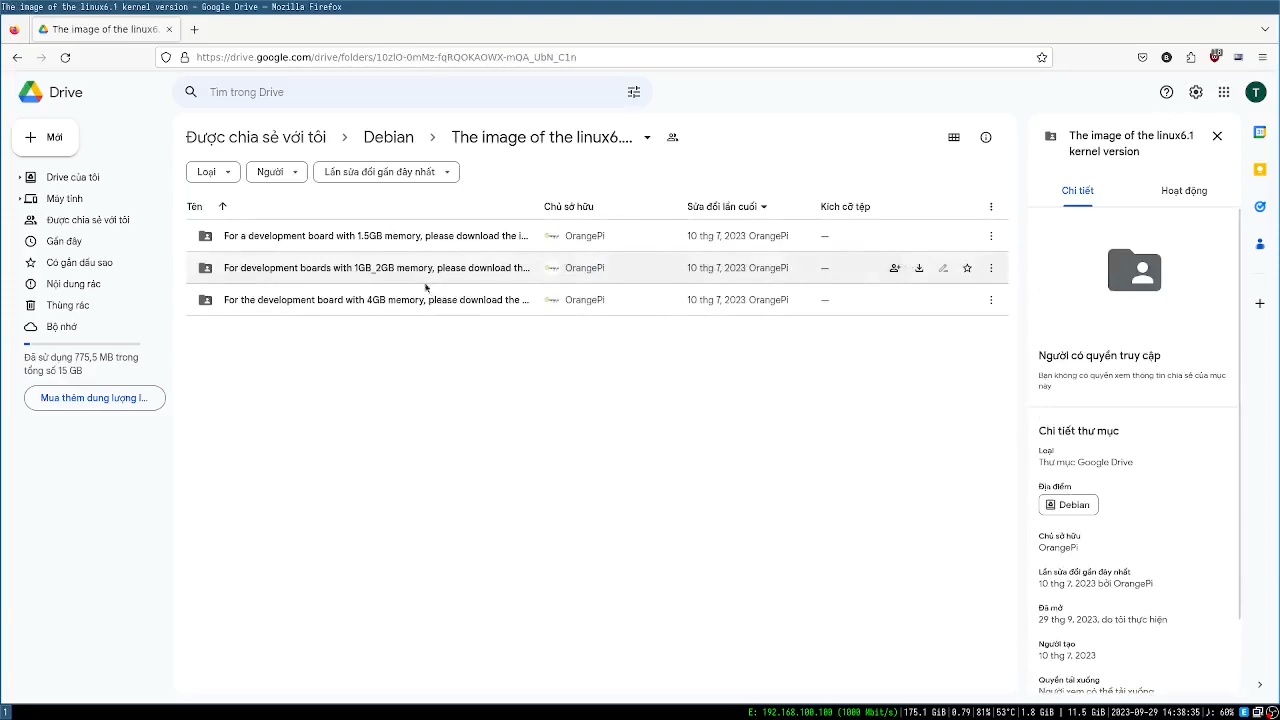 The image of the linux6.1 kernel version – Google Drive — Mozilla Firefox
The image of the linux6.1
https://drive.google.com/drive/folders/10zlO-0mMz-fqRQOKAOWX-mQA_UbN_C1n
Drive
Tìm trong Drive
T
Mới
Drive của tôi
Máy tính
Được chia sẻ với tôi
Gần đây
Có gắn dấu sao
Nội dung rác
Thùng rác
Bộ nhớ
Đã sử dụng 775,5 MB trong
tổng số 15 GB
Mua thêm dung lượng l...
Được chia sẻ với tôi
Debian
The image of the linux6....
Loại
Người
Lần sửa đổi gần đây nhất
Tên
Chủ sở hữu
Sửa đổi lần cuối
Kích cỡ tệp
For a development board with 1.5GB memory, please download the i...
OrangePi
10 thg 7, 2023 OrangePi
—
For development boards with 1GB_2GB memory, please download th...
OrangePi
10 thg 7, 2023 OrangePi
—
For the development board with 4GB memory, please download the ...
OrangePi
10 thg 7, 2023 OrangePi
—
The image of the linux6.1
kernel version
Chi tiết
Hoạt động
Người có quyền truy cập
Bạn không có quyền xem thông tin chia sẻ của mục
này
Chi tiết thư mục
Loại
Thư mục Google Drive
Địa điểm
Debian
Chủ sở hữu
OrangePi
Lần sửa đổi gần đây nhất
10 thg 7, 2023 bởi OrangePi
Đã mở
29 thg 9, 2023, do tôi thực hiện
Người tạo
10 thg 7, 2023
Quyền tải xuống
Người xem có thể tải xuống
1
E: 192.168.100.100 (1000 Mbit/s)|175.1 GiB|0.79|81%|53°C|1.8 GiB | 11.5 GiB|2023-09-29 14:38:35|♪: 60%